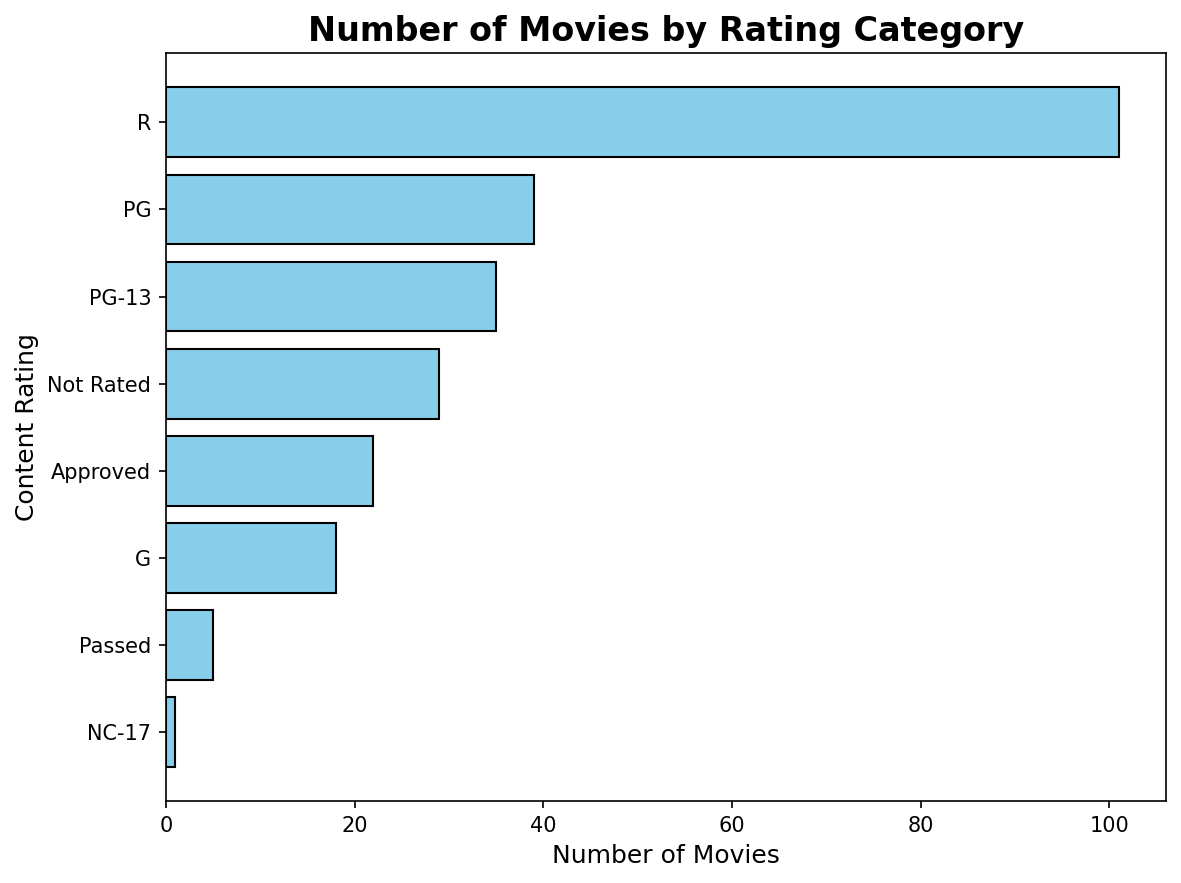 Number of Movies by Rating Category
Content Rating
R
PG
PG-13
Not Rated
Approved
G
Passed
NC-17
0 20 40 60 80 100
Number of Movies